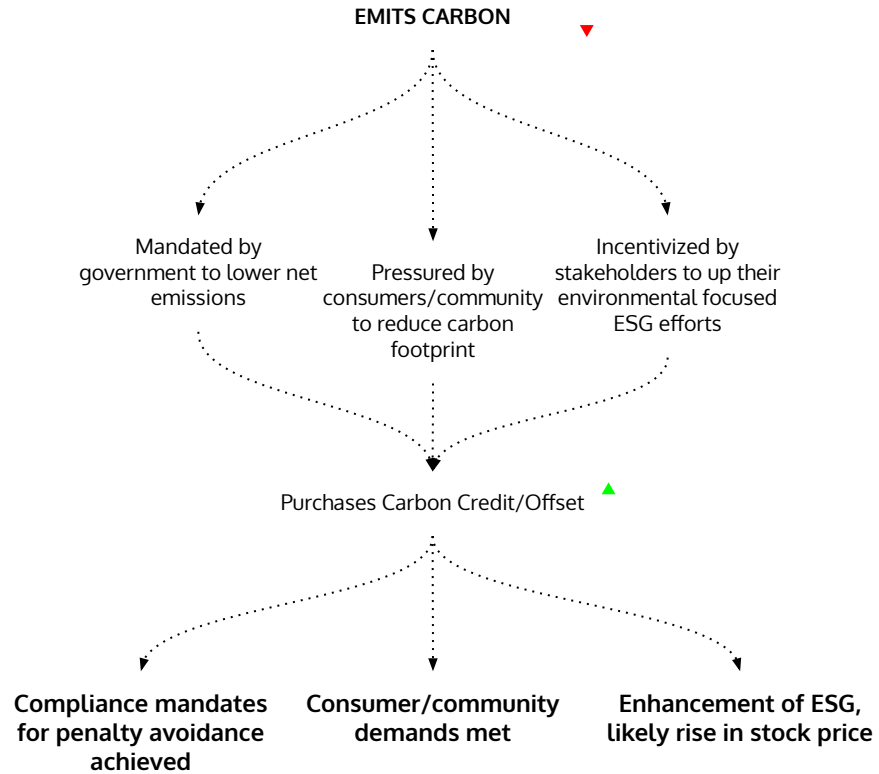 EMITS CARBON
Mandated by
government to lower net
emissions
Pressured by
consumers/community
to reduce carbon
footprint
Incentivized by
stakeholders to up their
environmental focused
ESG efforts
Purchases Carbon Credit/Offset
Compliance mandates
for penalty avoidance
achieved
Consumer/community
demands met
Enhancement of ESG,
likely rise in stock price